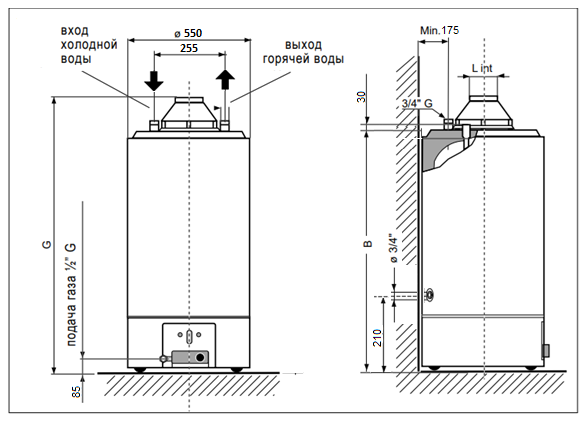 вход
холодной
воды
ø 550
255
выход
горячей воды
G
подача газа ½" G
85
Min.175
L int
30
3/4" G
B
ø 3/4"
210